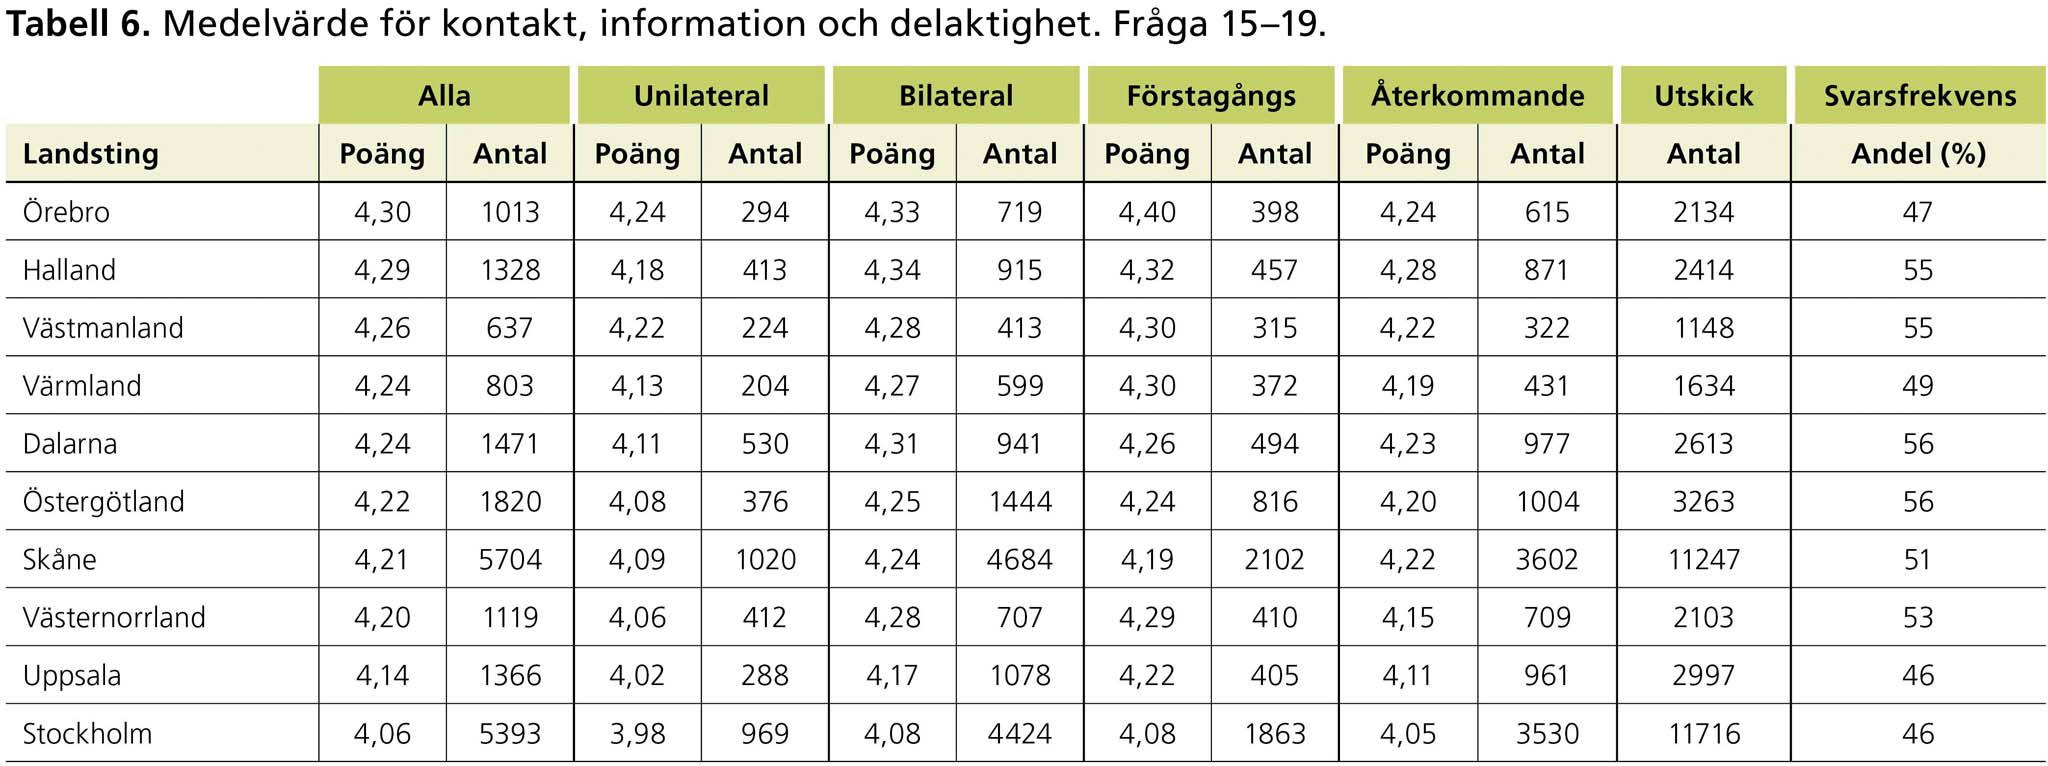 Tabell 6. Medelvärde för kontakt, information och delaktighet. Fråga 15–19.
Alla Unilateral Bilateral Förstagångs Återkommande Utskick Svarsfrekvens
Landsting Poäng Antal Poäng Antal Poäng Antal Poäng Antal Poäng Antal Antal Andel (%)
Örebro 4,30 1013 4,24 294 4,33 719 4,40 398 4,24 615 2134 47
Halland 4,29 1328 4,18 413 4,34 915 4,32 457 4,28 871 2414 55
Västmanland 4,26 637 4,22 224 4,28 413 4,30 315 4,22 322 1148 55
Värmland 4,24 803 4,13 204 4,27 599 4,30 372 4,19 431 1634 49
Dalarna 4,24 1471 4,11 530 4,31 941 4,26 494 4,23 977 2613 56
Östergötland 4,22 1820 4,08 376 4,25 1444 4,24 816 4,20 1004 3263 56
Skåne 4,21 5704 4,09 1020 4,24 4684 4,19 2102 4,22 3602 11247 51
Västernorrland 4,20 1119 4,06 412 4,28 707 4,29 410 4,15 709 2103 53
Uppsala 4,14 1366 4,02 288 4,17 1078 4,22 405 4,11 961 2997 46
Stockholm 4,06 5393 3,98 969 4,08 4424 4,08 1863 4,05 3530 11716 46